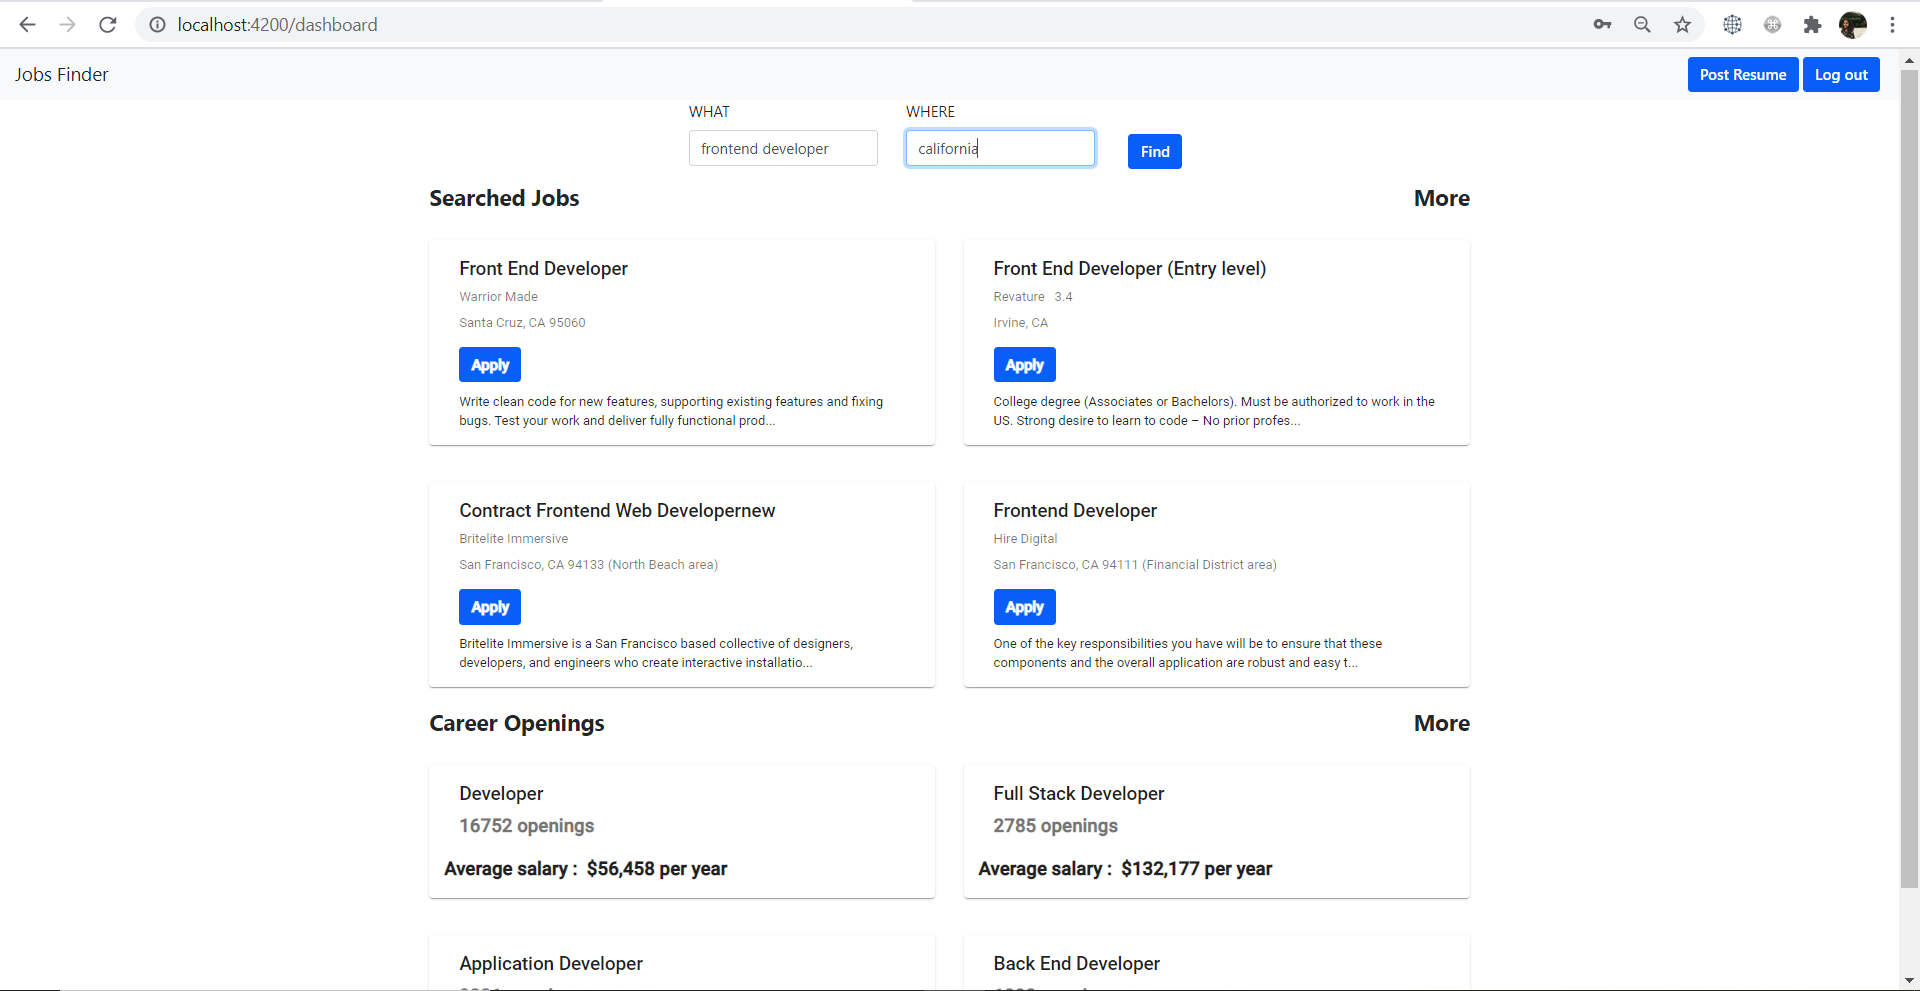 localhost:4200/dashboard
Jobs Finder
Post Resume
Log out
WHAT
WHERE
frontend developer
california
Find
Searched Jobs
More
Front End Developer
Warrior Made
Santa Cruz, CA 95060
Apply
Write clean code for new features, supporting existing features and fixing
bugs. Test your work and deliver fully functional prod...
Front End Developer (Entry level)
Revature 3.4
Irvine, CA
Apply
College degree (Associates or Bachelors). Must be authorized to work in the
US. Strong desire to learn to code – No prior profes...
Contract Frontend Web Developernew
Britelite Immersive
San Francisco, CA 94133 (North Beach area)
Apply
Britelite Immersive is a San Francisco based collective of designers,
developers, and engineers who create interactive installatio...
Frontend Developer
Hire Digital
San Francisco, CA 94111 (Financial District area)
Apply
One of the key responsibilities you have will be to ensure that these
components and the overall application are robust and easy t...
Career Openings
More
Developer
16752 openings
Average salary : $56,458 per year
Full Stack Developer
2785 openings
Average salary : $132,177 per year
Application Developer
Back End Developer